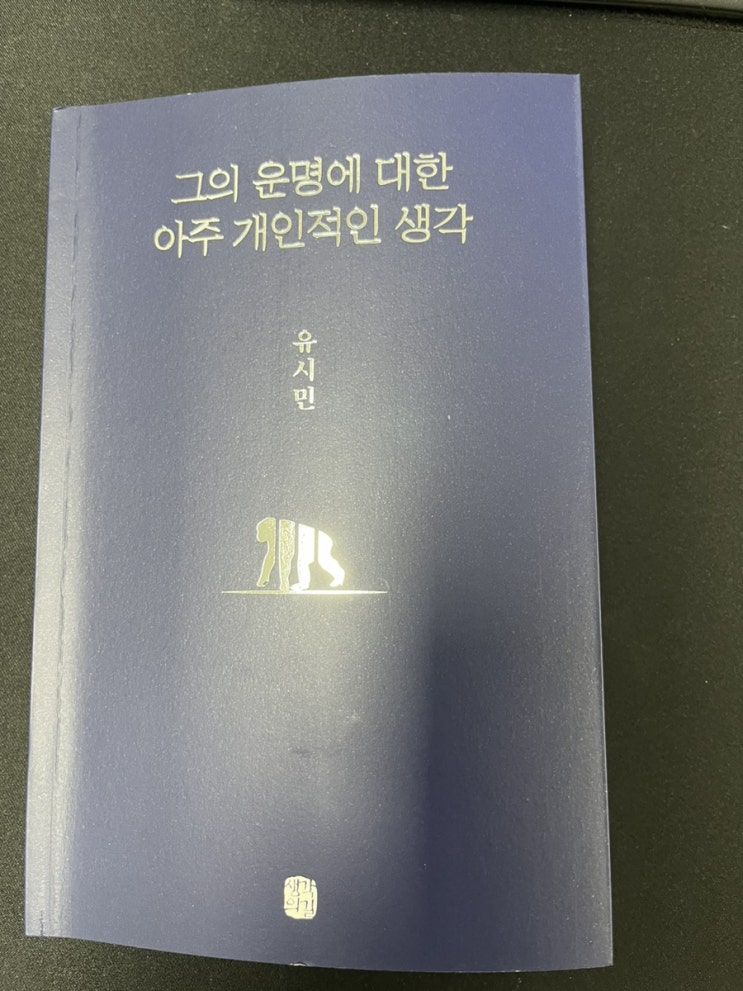 그의 운명에 대한
아주 개인적인 생각
유시민
생각
의길